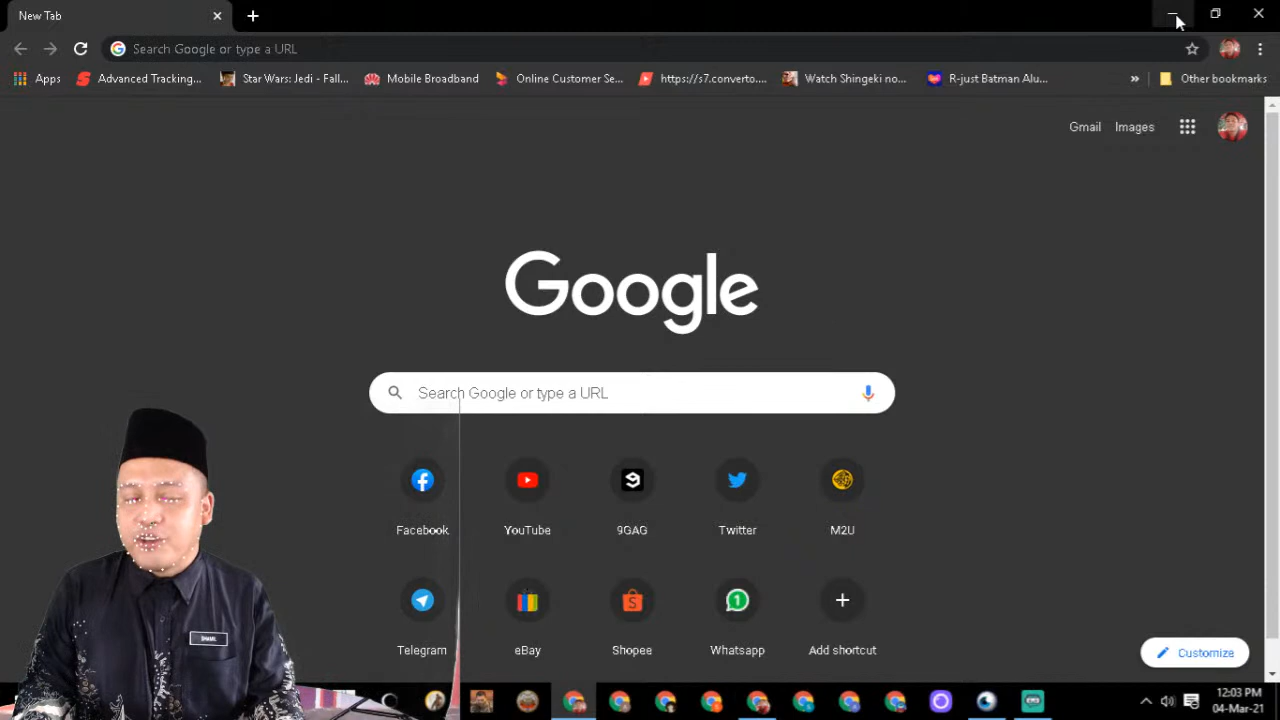 New Tab
Search Google or type a URL
Apps Advanced Tracking... Star Wars: Jedi - Fall... Mobile Broadband Online Customer Se... https://s7.converto.... Watch Shingeki no... R-just Batman Alu... » Other bookmarks
Gmail Images
Google
Search Google or type a URL
Facebook YouTube 9GAG Twitter M2U
Telegram eBay Shopee Whatsapp Add shortcut
Customize
12:03 PM
04-Mar-21